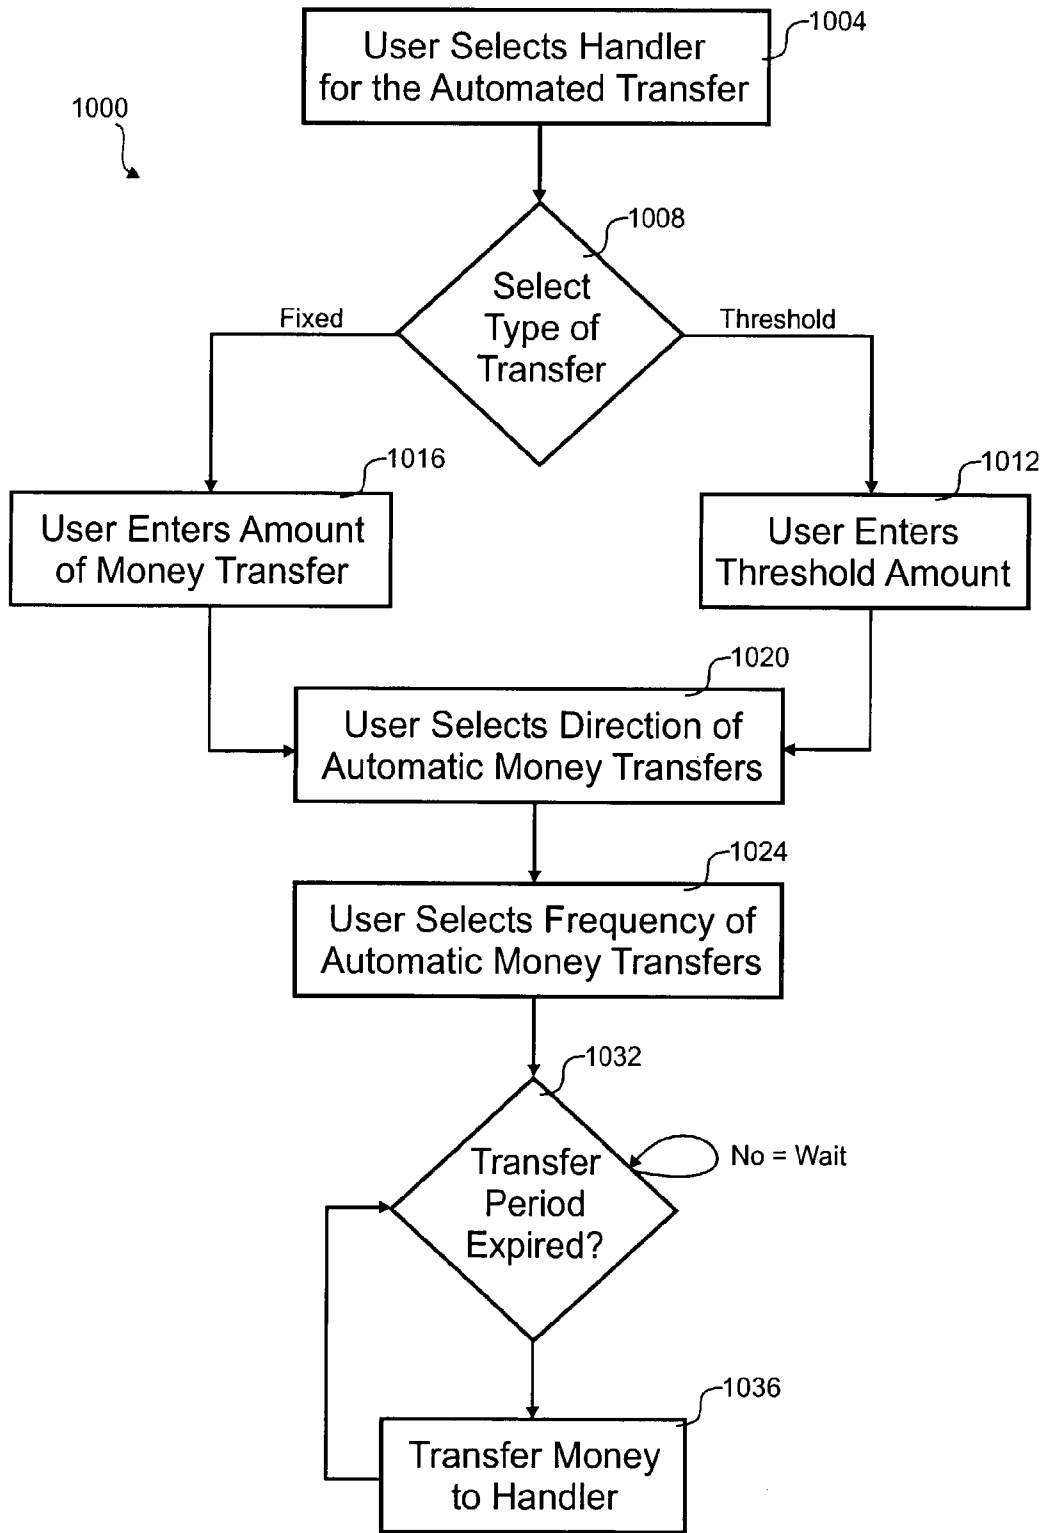 1004
User Selects Handler
for the Automated Transfer
1000
1008
Select
Type of
Transfer
Fixed
Threshold
1016
User Enters Amount
of Money Transfer
1012
User Enters
Threshold Amount
1020
User Selects Direction of
Automatic Money Transfers
1024
User Selects Frequency of
Automatic Money Transfers
1032
Transfer
Period
Expired?
No = Wait
1036
Transfer Money
to Handler